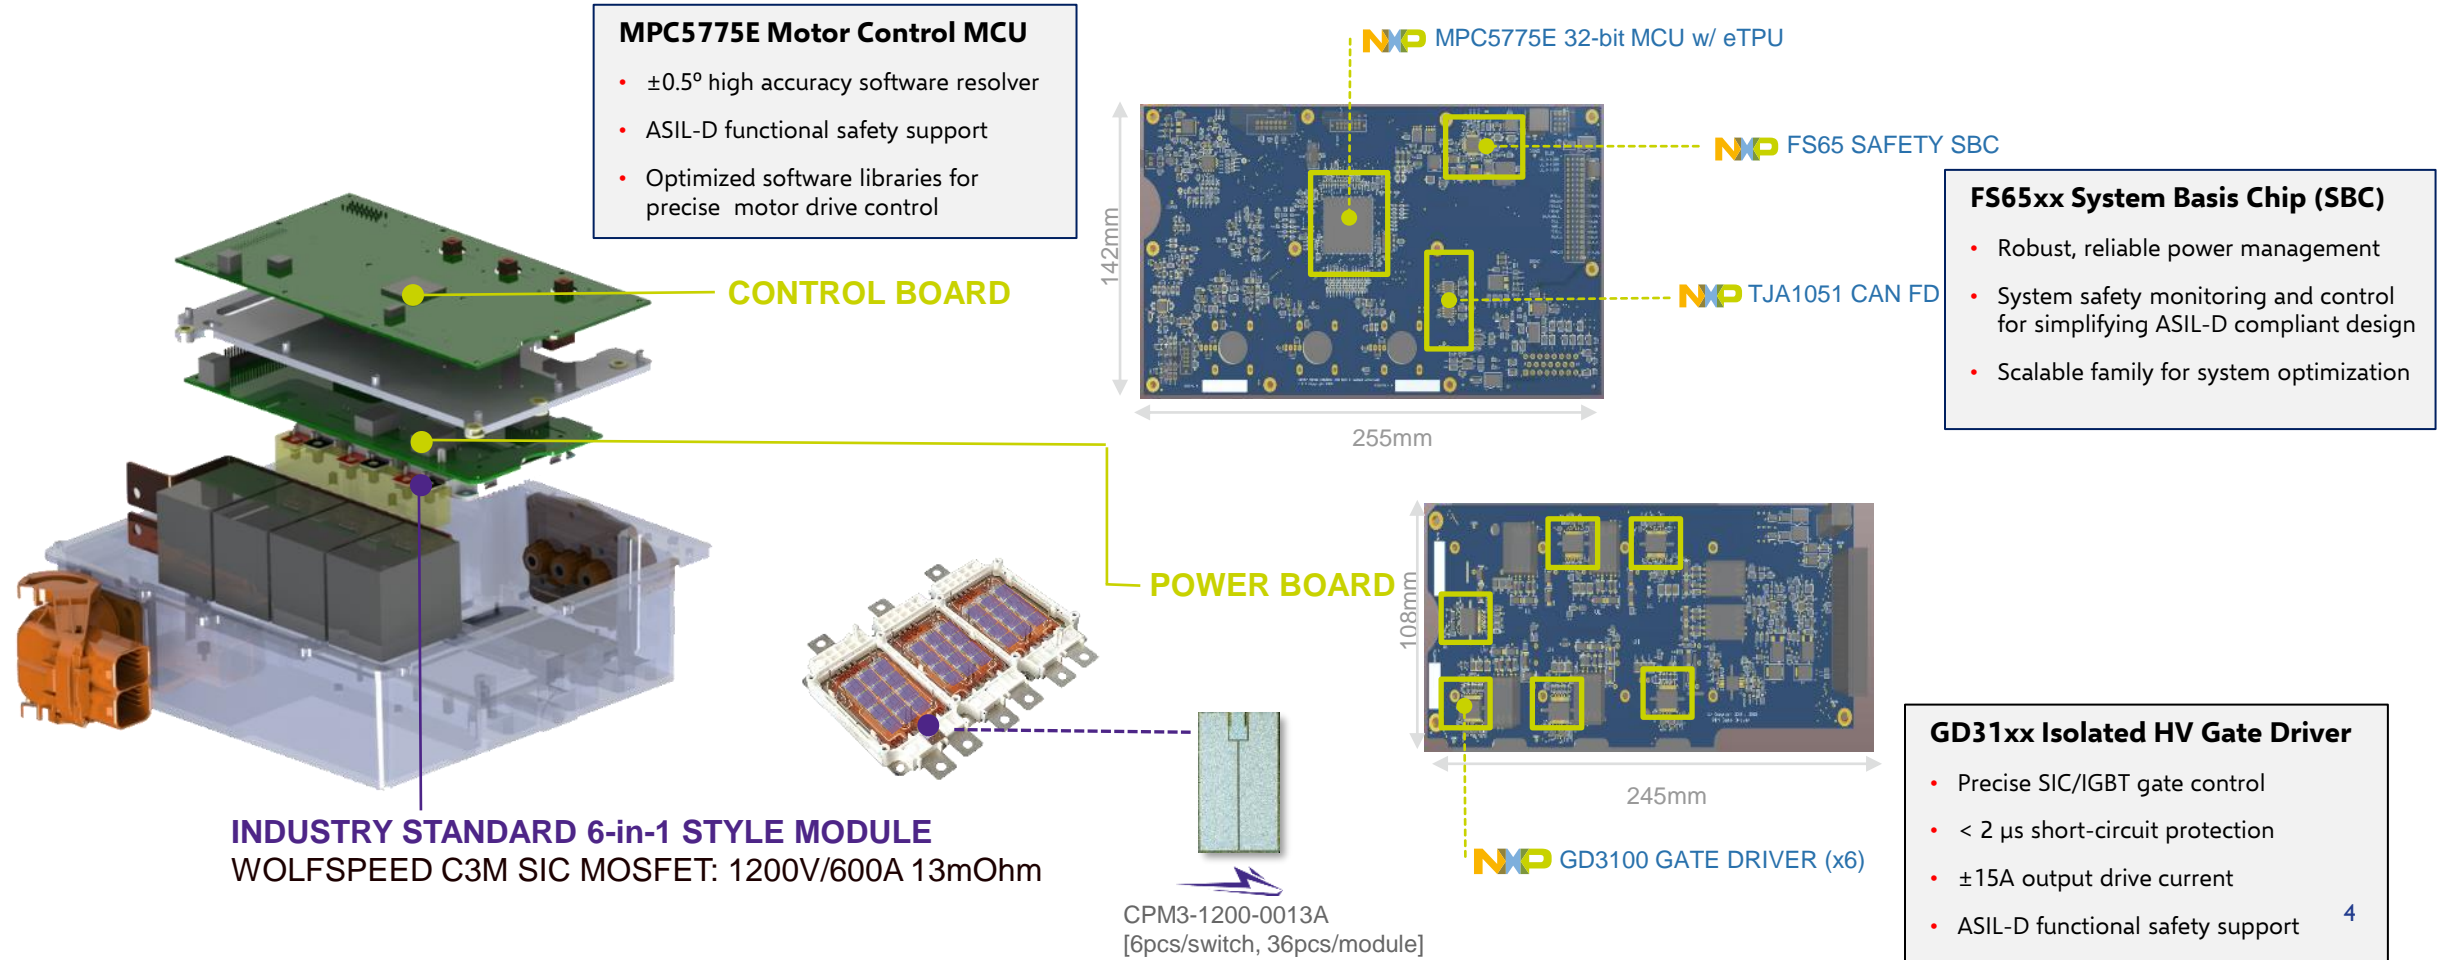 MPC5775E Motor Control MCU
• ±0.5º high accuracy software resolver
• ASIL-D functional safety support
• Optimized software libraries for
precise motor drive control
NXP MPC5775E 32-bit MCU w/ eTPU
NXP FS65 SAFETY SBC
FS65xx System Basis Chip (SBC)
• Robust, reliable power management
• System safety monitoring and control
for simplifying ASIL-D compliant design
• Scalable family for system optimization
NXP TJA1051 CAN FD
142mm
255mm
CONTROL BOARD
POWER BOARD
108mm
245mm
NXP GD3100 GATE DRIVER (x6)
GD31xx Isolated HV Gate Driver
• Precise SIC/IGBT gate control
• < 2 µs short-circuit protection
• ±15A output drive current
• ASIL-D functional safety support
INDUSTRY STANDARD 6-in-1 STYLE MODULE
WOLFSPEED C3M SIC MOSFET: 1200V/600A 13mOhm
CPM3-1200-0013A
[6pcs/switch, 36pcs/module]
4